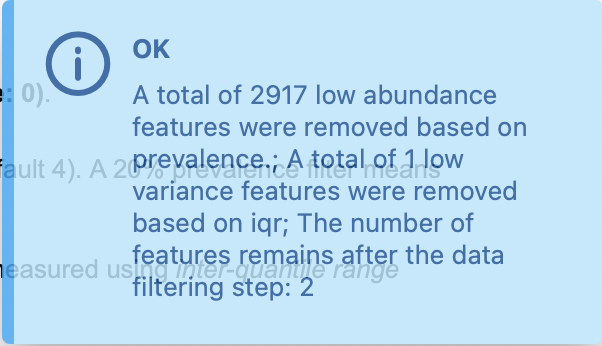 OK
A total of 2917 low abundance
features were removed based on
prevalence.; A total of 1 low
variance features were removed
based on iqr; The number of
features remains after the data
filtering step: 2
: 0).
ault 4). A 20% prevalence filter means
easured using inter-quantile range